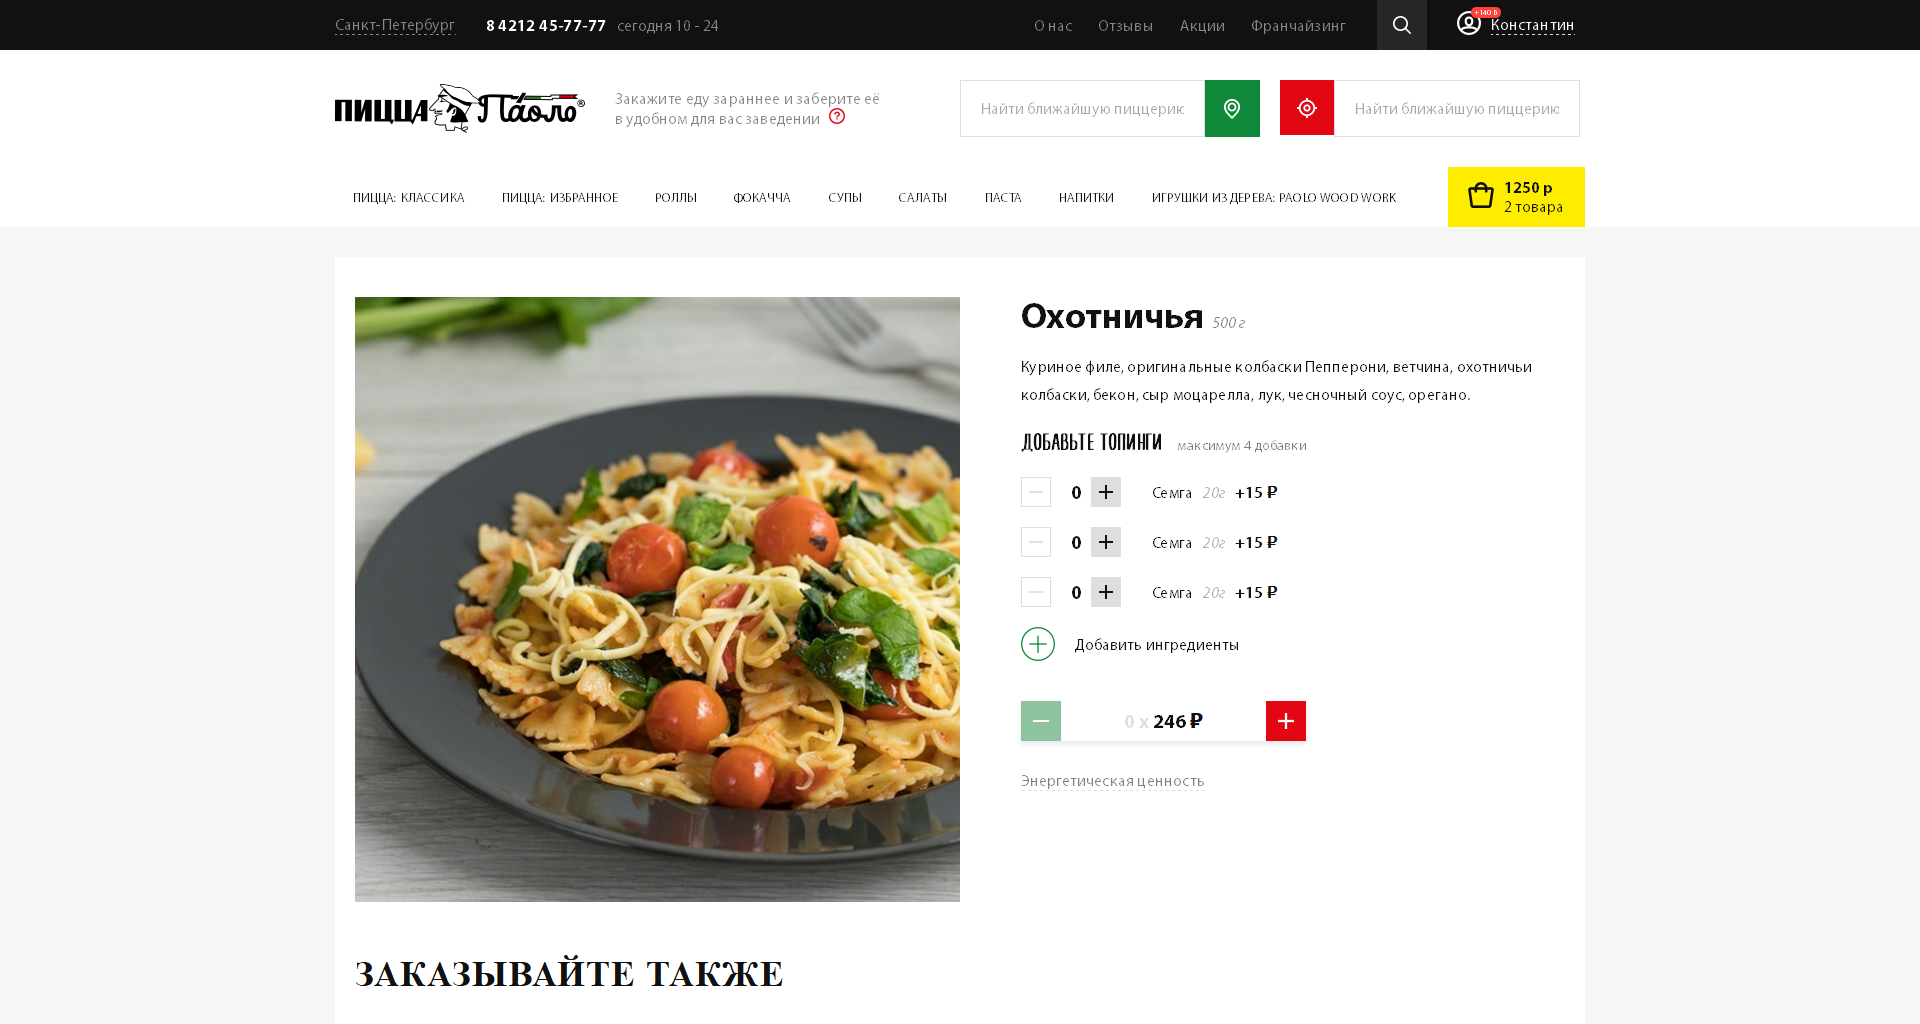 Санкт-Петербург 8 4212 45-77-77 сегодня 10 - 24 О нас Отзывы Акции Франчайзинг +140 Константин
ПИЦЦА Па́оло®
Закажите еду зараннее и заберите её
в удобном для вас заведении ?
Найти ближайшую пиццерик
Найти ближайшую пиццерию
ПИЦЦА: КЛАССИКА ПИЦЦА: ИЗБРАННОЕ РОЛЛЫ ФОКАЧЧА СУПЫ САЛАТЫ ПАСТА НАПИТКИ ИГРУШКИ ИЗ ДЕРЕВА: PAOLO WOOD WORK
1250 р
2 товара
Охотничья 500 г
Куриное филе, оригинальные колбаски Пепперони, ветчина, охотничьи
колбаски, бекон, сыр моцарелла, лук, чесночный соус, орегано.
ДОБАВЬТЕ ТОПИНГИ максимум 4 добавки
0 Семга 20г +15 ₽
0 Семга 20г +15 ₽
0 Семга 20г +15 ₽
Добавить ингредиенты
0 x 246 ₽
Энергетическая ценность
ЗАКАЗЫВАЙТЕ ТАКЖЕ